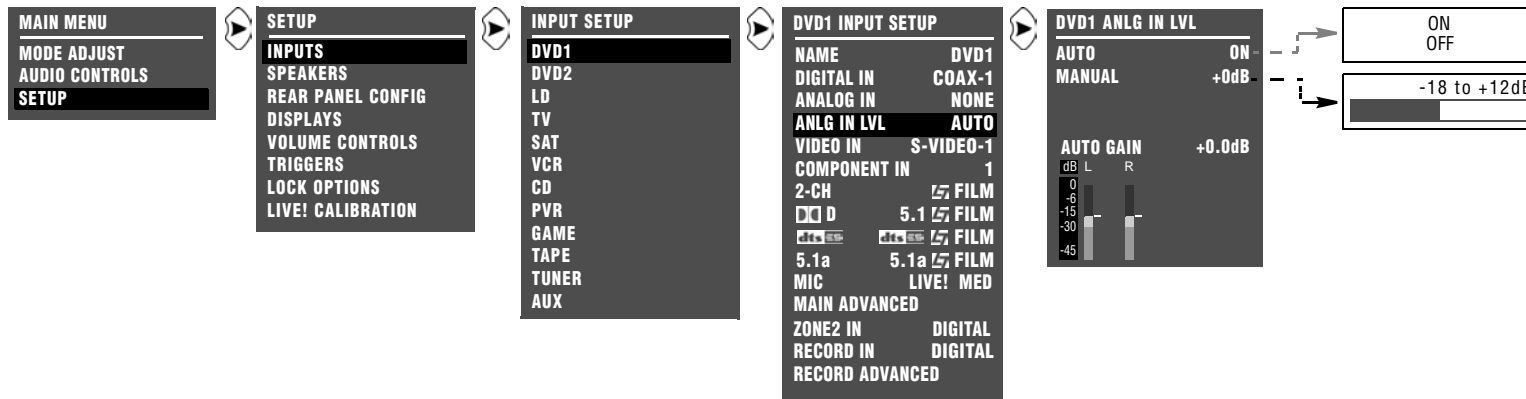 MAIN MENU
MODE ADJUST
AUDIO CONTROLS
SETUP
SETUP
INPUTS
SPEAKERS
REAR PANEL CONFIG
DISPLAYS
VOLUME CONTROLS
TRIGGERS
LOCK OPTIONS
LIVE! CALIBRATION
INPUT SETUP
DVD1
DVD2
LD
TV
SAT
VCR
CD
PVR
GAME
TAPE
TUNER
AUX
DVD1 INPUT SETUP
NAME DVD1
DIGITAL IN COAX-1
ANALOG IN NONE
ANLG IN LVL AUTO
VIDEO IN S-VIDEO-1
COMPONENT IN 1
2-CH FILM
D 5.1 FILM
dts ES dts ES FILM
5.1a 5.1a FILM
MIC LIVE! MED
MAIN ADVANCED
ZONE2 IN DIGITAL
RECORD IN DIGITAL
RECORD ADVANCED
DVD1 ANLG IN LVL
AUTO ON
MANUAL +0dB
AUTO GAIN +0.0dB
dB L R
0
-6
-15
-30
-45
ON
OFF
-18 to +12dB